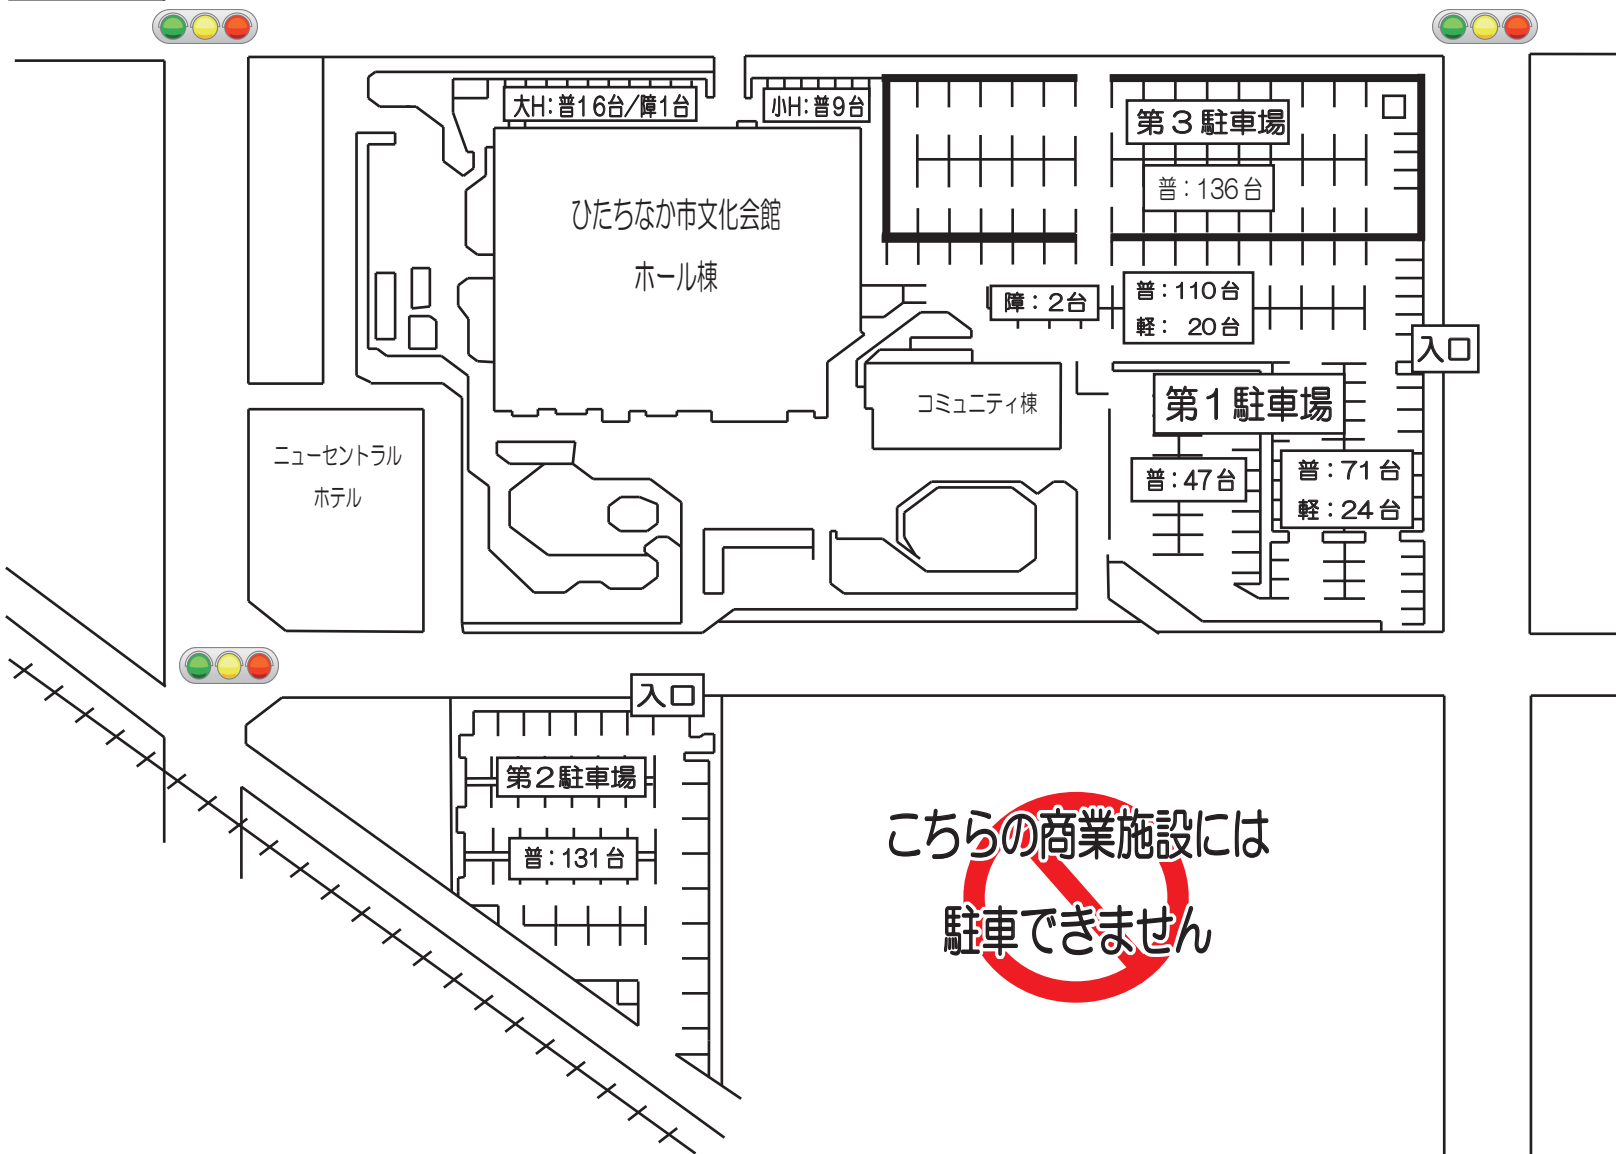 大H:普16台/障1台
小H:普9台
第3駐車場
普:136台
ひたちなか市文化会館
ホール棟
障:2台
普:110台
軽: 20台
入口
コミュニティ棟
第1駐車場
ニューセントラル
ホテル
普:47台
普:71台
軽:24台
入口
第2駐車場
普:131台
こちらの商業施設には
駐車できません